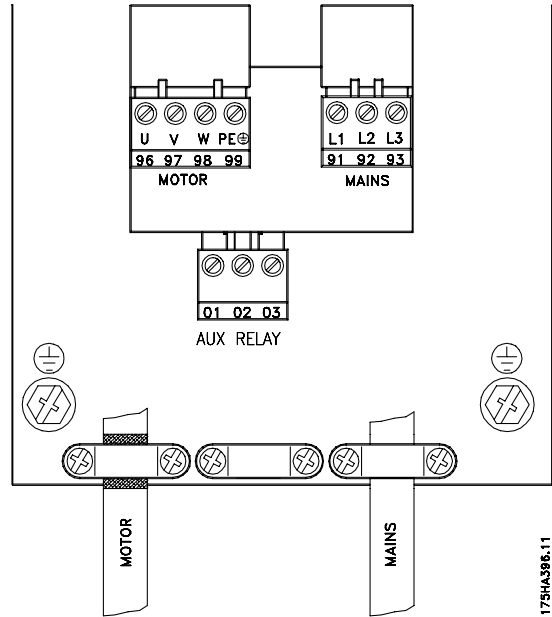 U V W PE
96 97 98 99
MOTOR
L1 L2 L3
91 92 93
MAINS
01 02 03
AUX RELAY
MOTOR
MAINS
175HA396.11